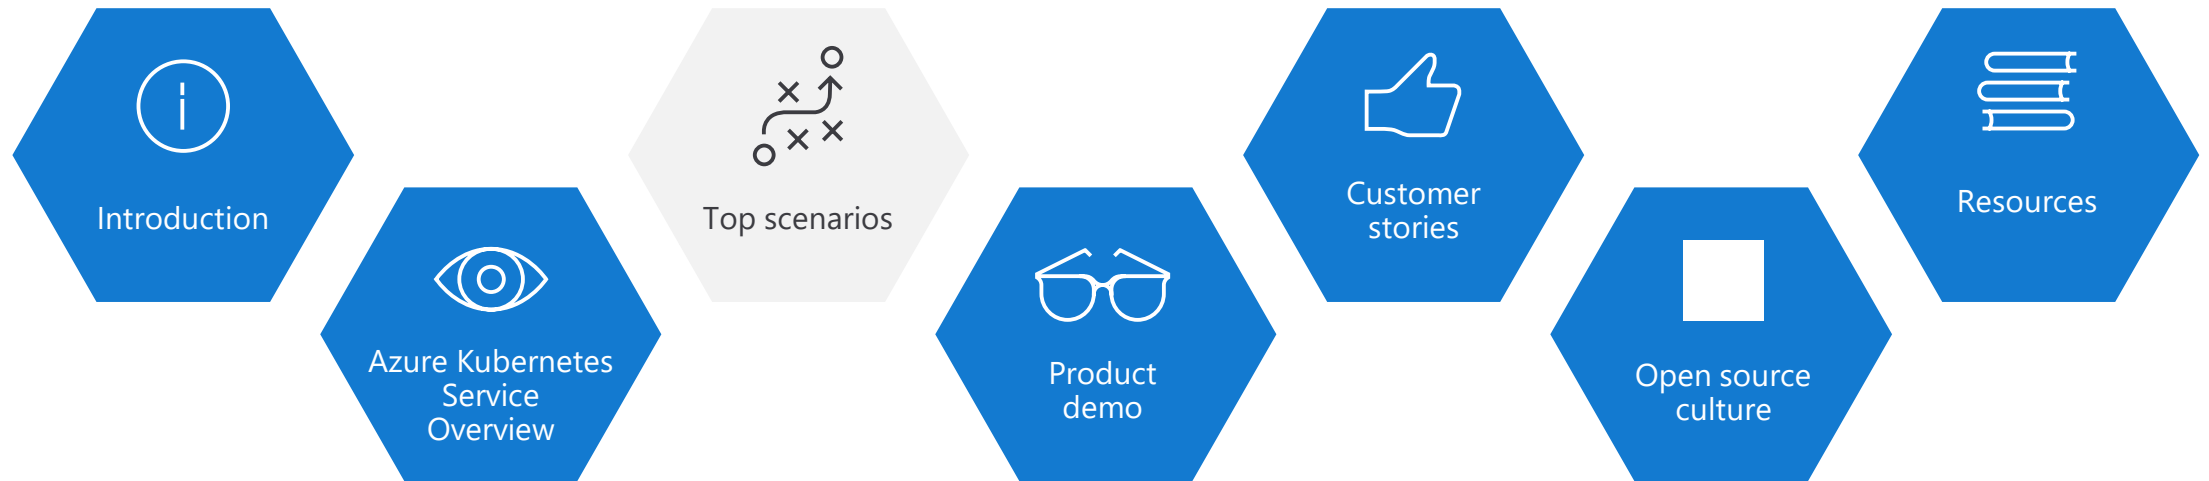 Introduction
Azure Kubernetes
Service
Overview
Top scenarios
Product
demo
Customer
stories
Open source
culture
Resources